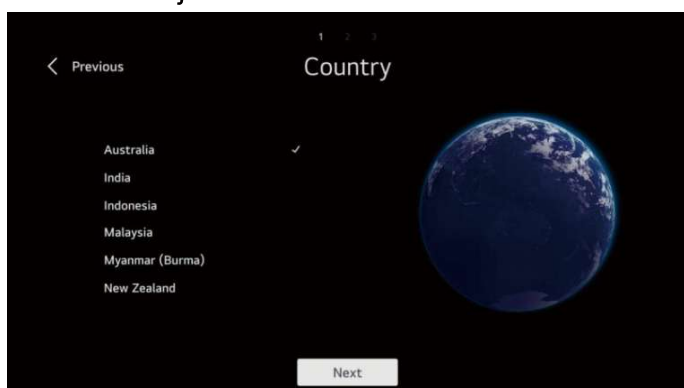 1 2 3
Previous
Country
Australia
India
Indonesia
Malaysia
Myanmar (Burma)
New Zealand
Next